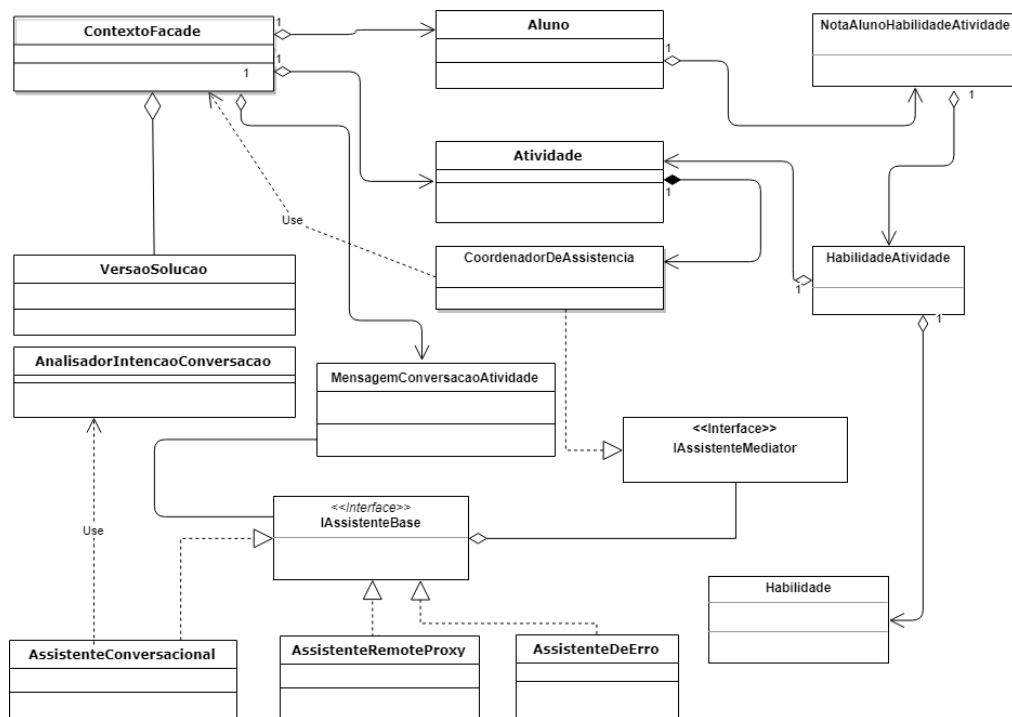 ContextoFacade
1
1
1
Aluno
1
NotaAlunoHabilidadeAtividade
1
Atividade
1
Use
CoordenadorDeAssistencia
HabilidadeAtividade
1
1
VersaoSolucao
AnalisadorIntencaoConversacao
MensagemConversacaoAtividade
<<Interface>>
IAssistenteMediator
<<Interface>>
IAssistenteBase
Use
Habilidade
AssistenteConversacional
AssistenteRemoteProxy
AssistenteDeErro